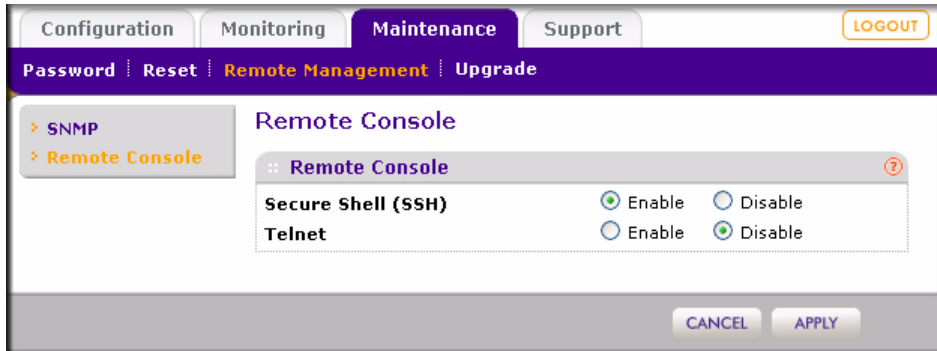 Configuration Monitoring Maintenance Support LOGOUT
Password Reset Remote Management Upgrade
SNMP
Remote Console
Remote Console
Remote Console ?
Secure Shell (SSH) Enable Disable
Telnet Enable Disable
CANCEL APPLY